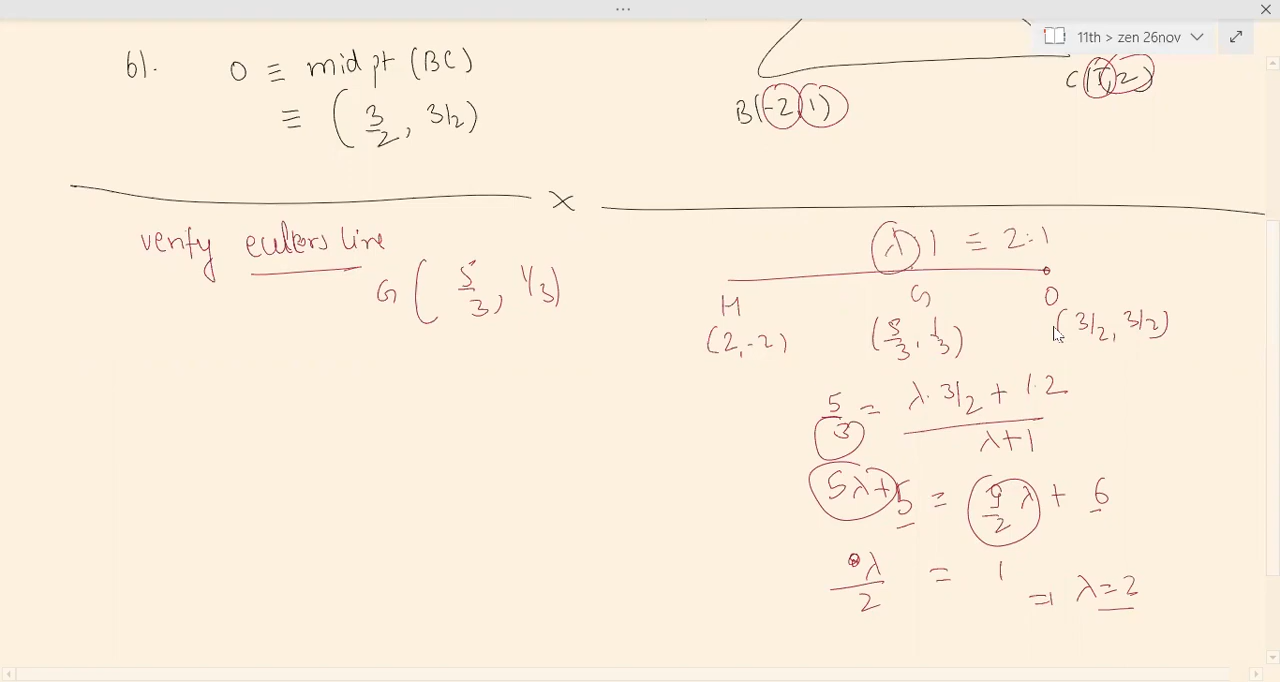 11th > zen 26nov
6). O ≡ mid pt (BC)
≡ (3/2, 3/2)
B(-2, 1)
C(7, 2)
x
verify eulers line
G (5/3, 1/3)
λ : 1 ≡ 2:1
H G O
(2, -2) (5/3, 1/3) (3/2, 3/2)
5/3 = (λ · 3/2 + 1·2)/(λ+1)
5λ + 5 = 9/2 λ + 6
λ/2 = 1 ⇒ λ = 2